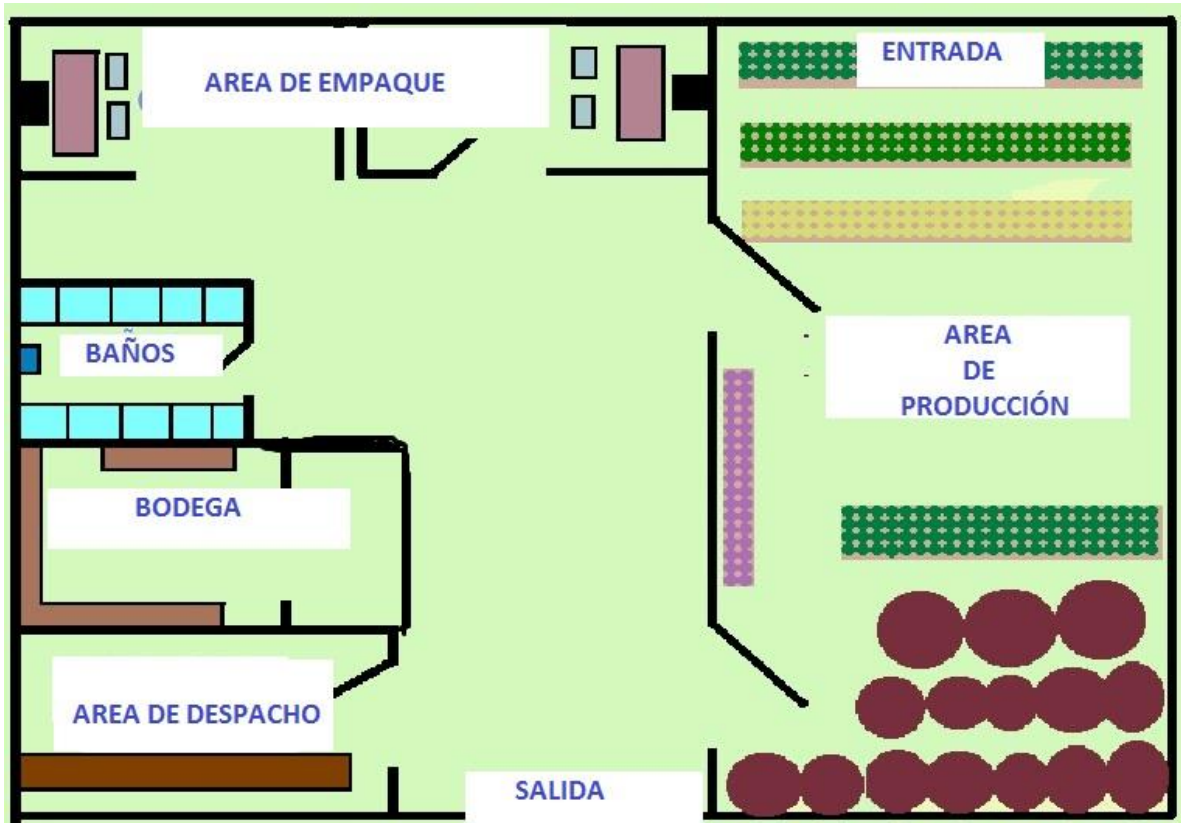 AREA DE EMPAQUE
ENTRADA
BAÑOS
AREA
DE
PRODUCCIÓN
BODEGA
AREA DE DESPACHO
SALIDA